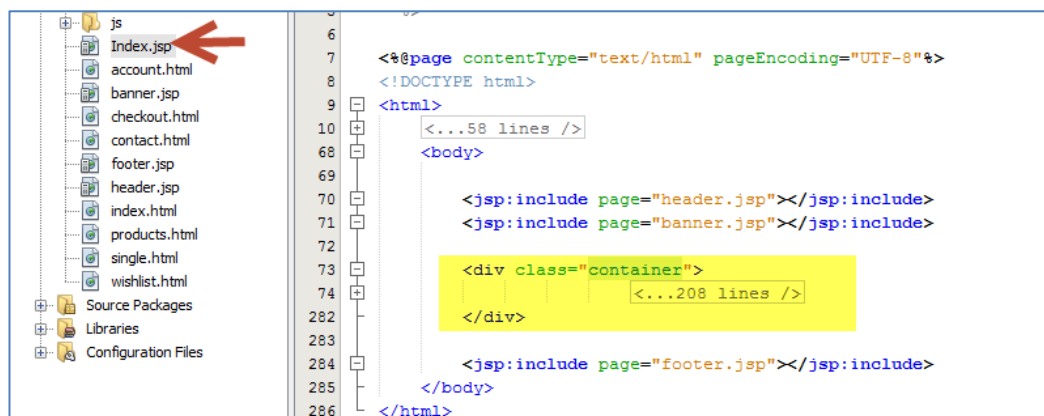 js
Index.jsp
account.html
banner.jsp
checkout.html
contact.html
footer.jsp
header.jsp
index.html
products.html
single.html
wishlist.html
Source Packages
Libraries
Configuration Files
6
7 <%@page contentType="text/html" pageEncoding="UTF-8"%>
8 <!DOCTYPE html>
9 <html>
10 <...58 lines />
68 <body>
69
70 <jsp:include page="header.jsp"></jsp:include>
71 <jsp:include page="banner.jsp"></jsp:include>
72
73 <div class="container">
74 <...208 lines />
282 </div>
283
284 <jsp:include page="footer.jsp"></jsp:include>
285 </body>
286 </html>